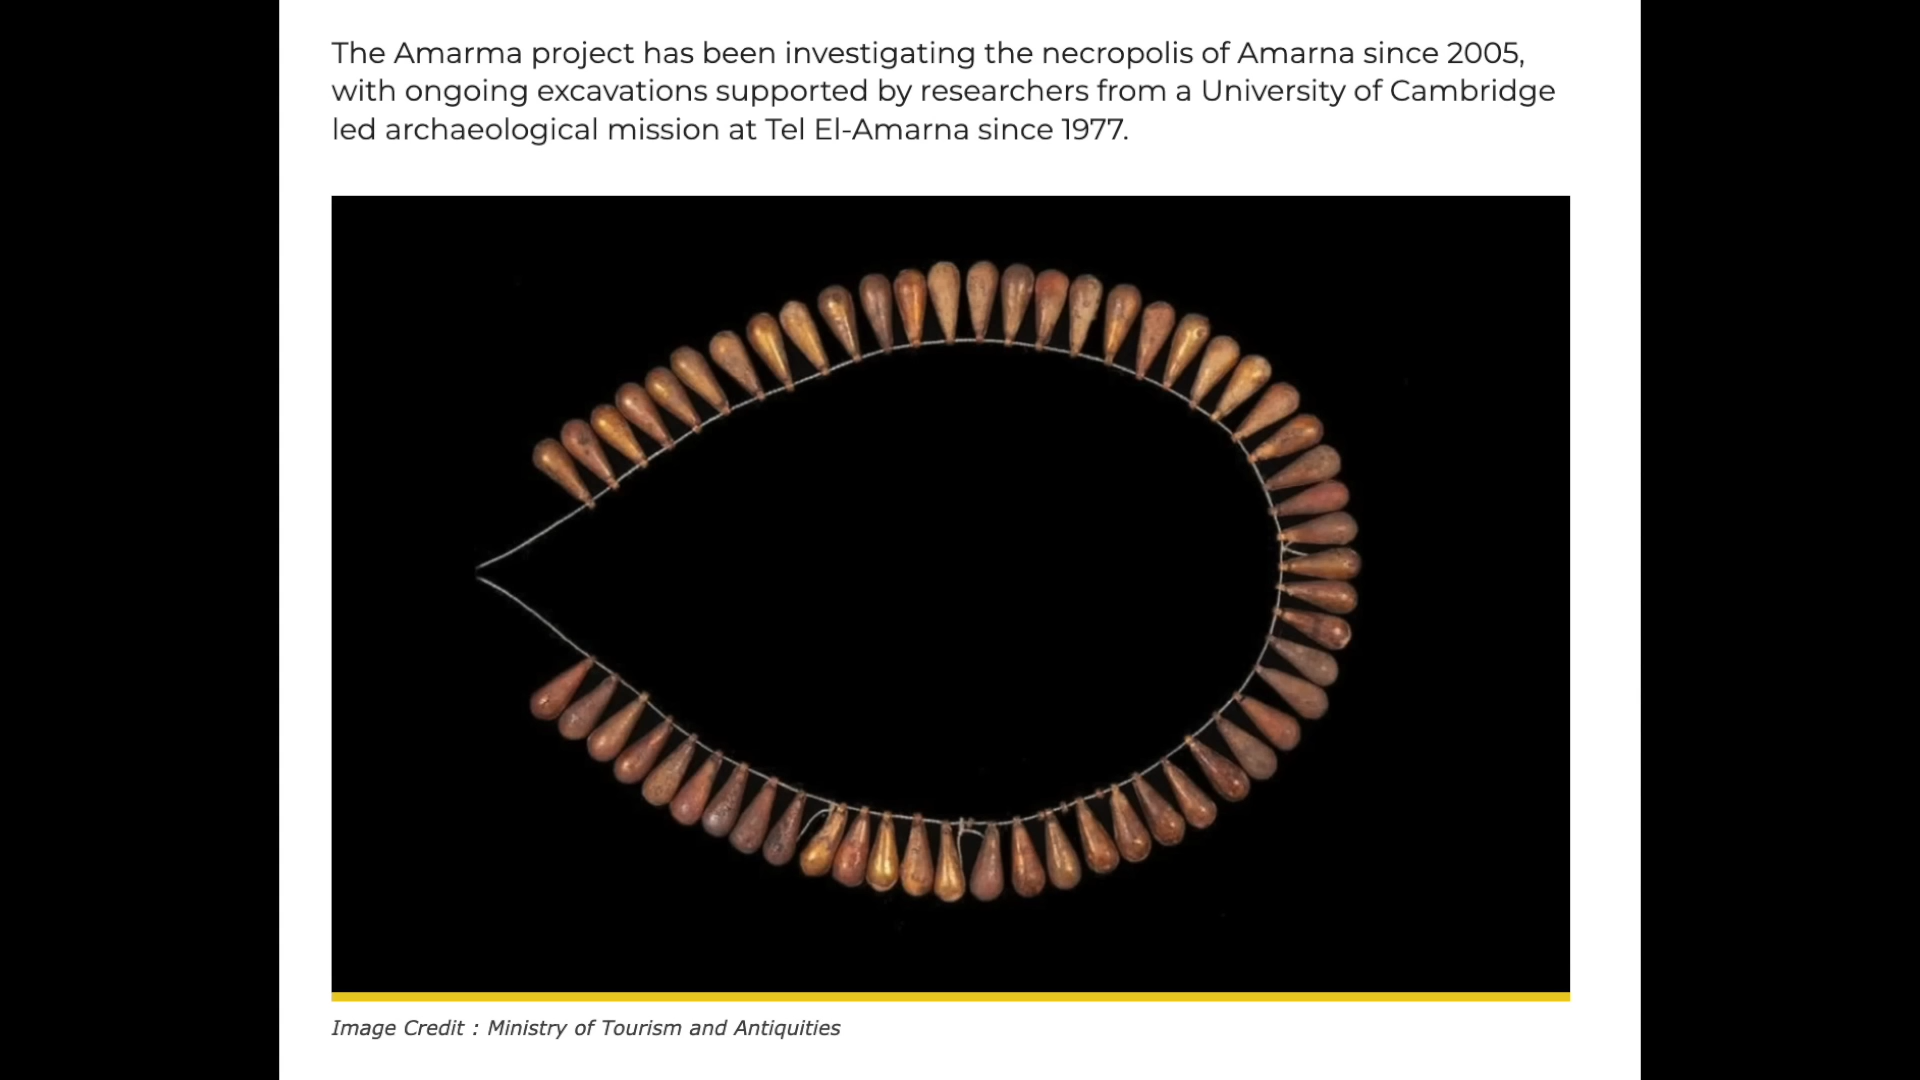 The Amarma project has been investigating the necropolis of Amarna since 2005,
with ongoing excavations supported by researchers from a University of Cambridge
led archaeological mission at Tel El-Amarna since 1977.
Image Credit : Ministry of Tourism and Antiquities